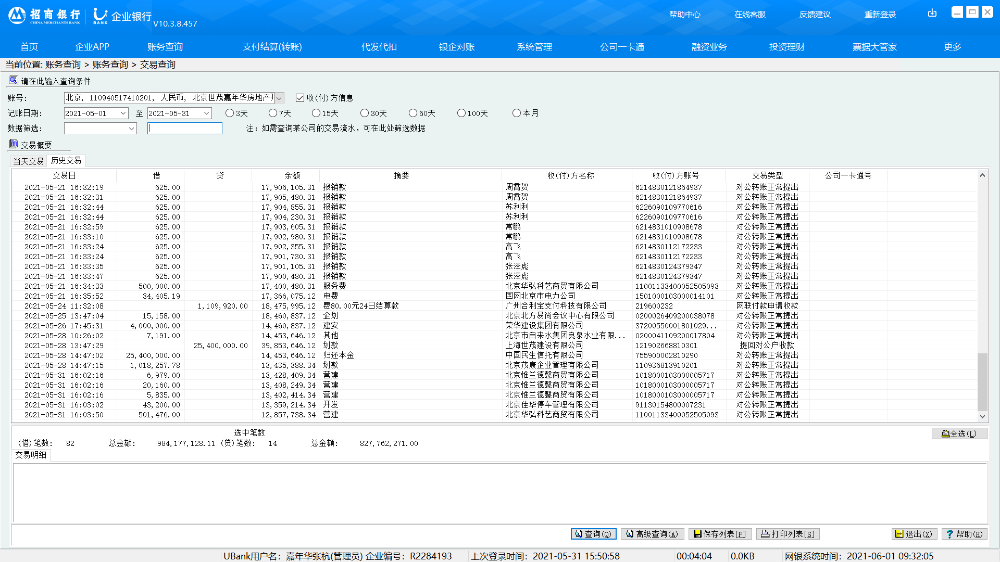 招商银行 CHINA MERCHANTS BANK U BANK 企业银行 V10.3.8.457 帮助中心 在线客服 反馈建议 重新登录
首页 企业APP 账务查询 支付结算(转账) 代发代扣 银企对账 系统管理 公司一卡通 融资业务 投资理财 票据大管家 更多
当前位置: 账务查询 > 账务查询 > 交易查询
请在此输入查询条件
账号: 北京, 110940517410201, 人民币, 北京世茂嘉年华房地产 收(付)方信息
记账日期: 2021-05-01 至 2021-05-31 3天 7天 15天 30天 60天 100天 本月
数据筛选: 注：如需查询某公司的交易流水，可在此处筛选数据
交易概要
当天交易 历史交易
交易日 借 贷 余额 摘要 收(付)方名称 收(付)方账号 交易类型 公司一卡通号
2021-05-21 16:32:19 625.00 17,906,105.31 报销款 周霄贺 6214830121864937 对公转账正常提出
2021-05-21 16:32:31 625.00 17,905,480.31 报销款 周霄贺 6214830121864937 对公转账正常提出
2021-05-21 16:32:44 625.00 17,904,855.31 报销款 苏利利 6226090109770616 对公转账正常提出
2021-05-21 16:32:44 625.00 17,904,230.31 报销款 苏利利 6226090109770616 对公转账正常提出
2021-05-21 16:32:59 625.00 17,903,605.31 报销款 常鹏 6214831010908678 对公转账正常提出
2021-05-21 16:33:10 625.00 17,902,980.31 报销款 常鹏 6214831010908678 对公转账正常提出
2021-05-21 16:33:24 625.00 17,902,355.31 报销款 高飞 6214830112172233 对公转账正常提出
2021-05-21 16:33:24 625.00 17,901,730.31 报销款 高飞 6214830112172233 对公转账正常提出
2021-05-21 16:33:35 625.00 17,901,105.31 报销款 张泽彪 6214830124379347 对公转账正常提出
2021-05-21 16:33:47 625.00 17,900,480.31 报销款 张泽彪 6214830124379347 对公转账正常提出
2021-05-21 16:34:33 500,000.00 17,400,480.31 服务费 北京华弘科艺商贸有限公司 11001133400052505093 对公转账正常提出
2021-05-21 16:35:52 34,405.19 17,366,075.12 电费 国网北京市电力公司 1501000103000014101 对公转账正常提出
2021-05-24 11:32:08 1,109,920.00 18,475,995.12 费80.00元24日结算款 广州合利宝支付科技有限公司 219600232 网联付款申请收款
2021-05-25 13:47:04 15,158.00 18,460,837.12 企划 北京北方易尚会议中心有限公司 0200026409200038078 对公转账正常提出
2021-05-26 17:45:31 4,000,000.00 14,460,837.12 建安 荣华建设集团有限公司 37200550001801029... 对公转账正常提出
2021-05-28 10:26:02 7,191.00 14,453,646.12 其他 北京市自来水集团良泉水业有限... 0200041109200017804 对公转账正常提出
2021-05-28 13:47:29 25,400,000.00 39,853,646.12 划款 上海世茂建设有限公司 121902668810301 提回对公户收款
2021-05-28 14:47:02 25,400,000.00 14,453,646.12 归还本金 中国民生信托有限公司 755900002810290 对公转账正常提出
2021-05-28 14:47:15 1,018,257.78 13,435,388.34 划款 北京茂康企业管理有限公司 110936813910201 对公转账正常提出
2021-05-31 16:02:16 6,979.00 13,428,409.34 营建 北京惟兰德馨商贸有限公司 1018000103000005717 对公转账正常提出
2021-05-31 16:02:16 20,160.00 13,408,249.34 营建 北京惟兰德馨商贸有限公司 1018000103000005717 对公转账正常提出
2021-05-31 16:02:16 5,835.00 13,402,414.34 营建 北京惟兰德馨商贸有限公司 1018000103000005717 对公转账正常提出
2021-05-31 16:03:02 43,200.00 13,359,214.34 开发 北京佳华停车管理有限公司 91130154800007231 对公转账正常提出
2021-05-31 16:03:50 501,476.00 12,857,738.34 营建 北京华弘科艺商贸有限公司 11001133400052505093 对公转账正常提出
选中笔数 全选(L)
(借)笔数: 82 总金额: 984,177,128.11 (贷)笔数: 14 总金额: 827,762,271.00
交易明细
查询(Q) 高级查询(A) 保存列表[P] 打印列表[S] 退出(X) 帮助(H)
UBank用户名：嘉年华张杭(管理员) 企业编号：R2284193 上次登录时间：2021-05-31 15:50:58 00:04:04 0.0KB 网银系统时间：2021-06-01 09:32:05